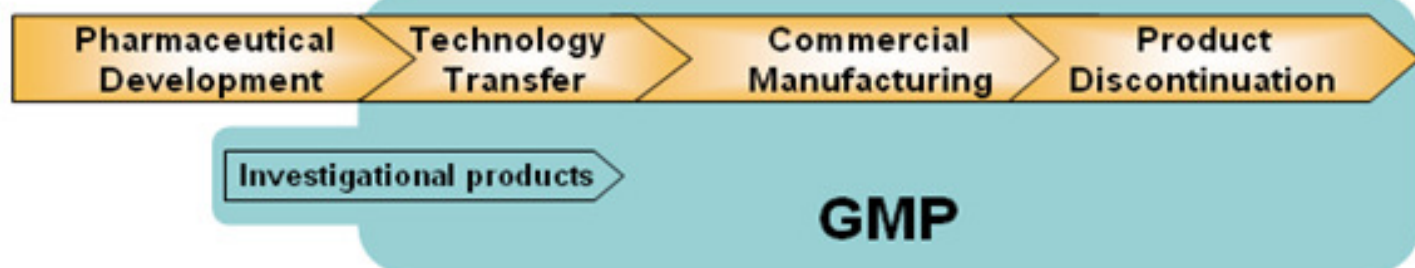 Pharmaceutical
Development
Technology
Transfer
Commercial
Manufacturing
Product
Discontinuation
Investigational products
GMP